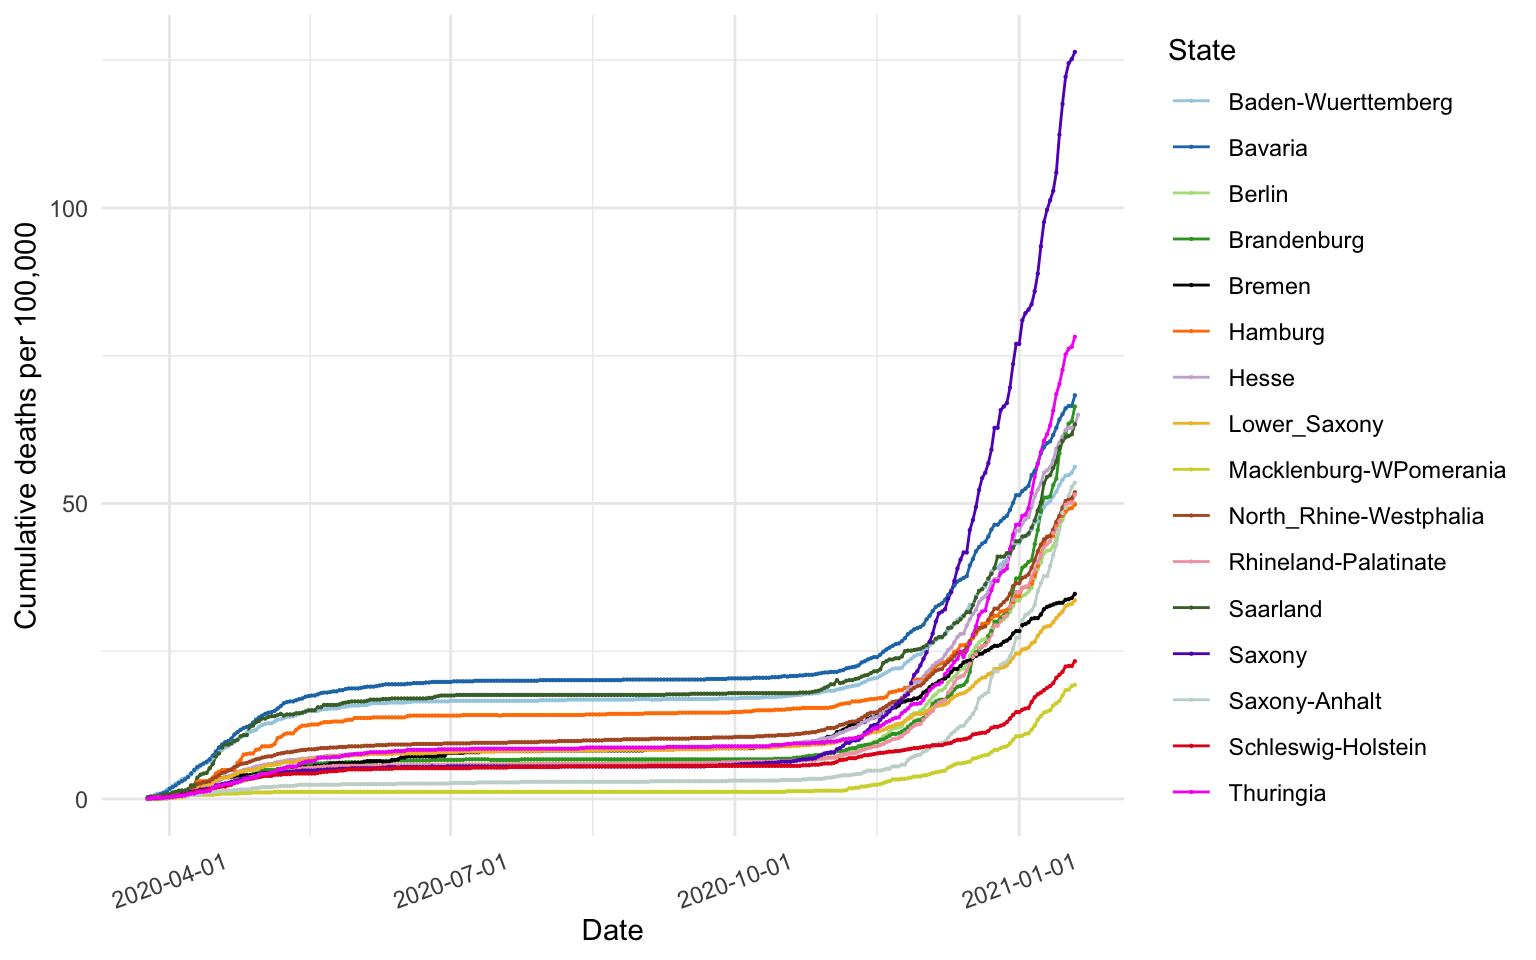 Cumulative deaths per 100,000
100
50
0
2020-04-01
2020-07-01
2020-10-01
2021-01-01
Date
State
Baden-Wuerttemberg
Bavaria
Berlin
Brandenburg
Bremen
Hamburg
Hesse
Lower_Saxony
Macklenburg-WPomerania
North_Rhine-Westphalia
Rhineland-Palatinate
Saarland
Saxony
Saxony-Anhalt
Schleswig-Holstein
Thuringia